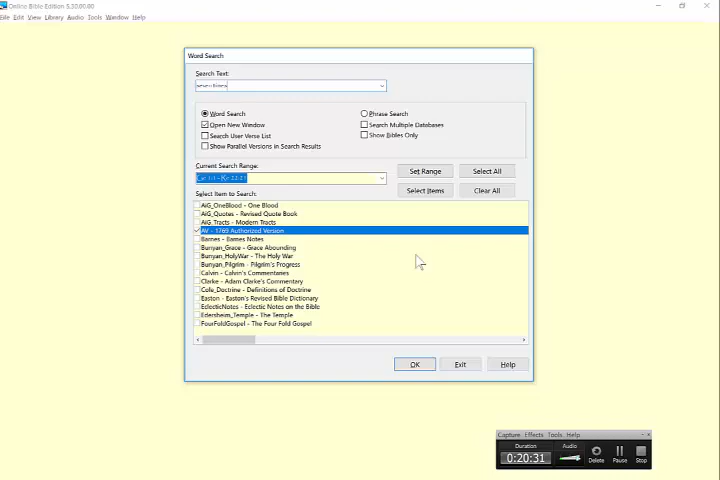 Online Bible Edition 5.30.00.00
File Edit View Library Audio Tools Window Help
Word Search
Search Text:
seven times
Word Search
Phrase Search
Open New Window
Search Multiple Databases
Search User Verse List
Show Bibles Only
Show Parallel Versions in Search Results
Current Search Range:
Set Range
Select All
Select Item to Search:
Select Items
Clear All
AiG_OneBlood - One Blood
AiG_Quotes - Revised Quote Book
AiG_Tracts - Modern Tracts
AV - 1769 Authorized Version
Barnes - Barnes Notes
Bunyan_Grace - Grace Abounding
Bunyan_HolyWar - The Holy War
Bunyan_Pilgrim - Pilgrim's Progress
Calvin - Calvin's Commentaries
Clarke - Adam Clarke's Commentary
Cole_Doctrine - Definitions of Doctrine
Easton - Easton's Revised Bible Dictionary
EclecticNotes - Eclectic Notes on the Bible
Edersheim_Temple - The Temple
FourFoldGospel - The Four Fold Gospel
OK
Exit
Help
Capture Effects Tools Help
Duration
Audio
0:20:31
Delete
Pause
Stop